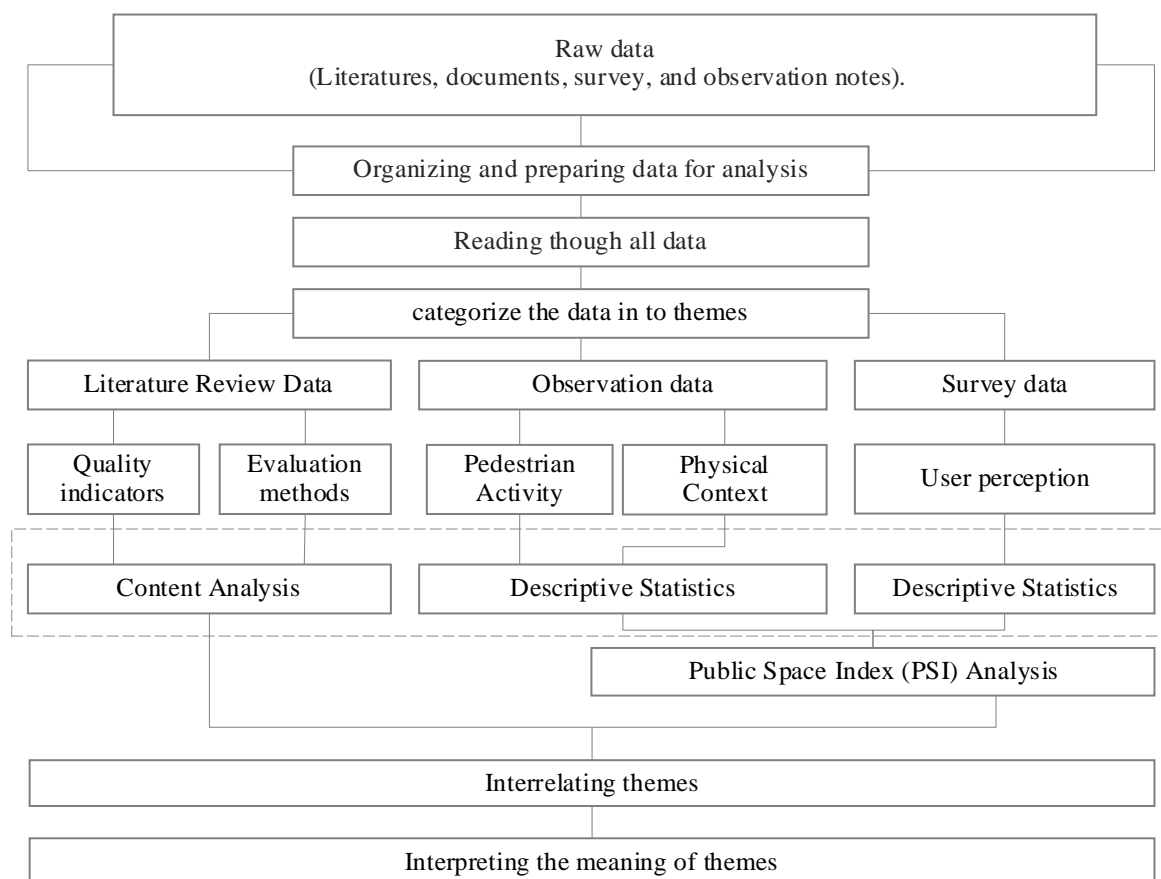 Raw data
(Literatures, documents, survey, and observation notes).
Organizing and preparing data for analysis
Reading though all data
categorize the data in to themes
Literature Review Data
Observation data
Survey data
Quality
indicators
Evaluation
methods
Pedestrian
Activity
Physical
Context
User perception
Content Analysis
Descriptive Statistics
Descriptive Statistics
Public Space Index (PSI) Analysis
Interrelating themes
Interpreting the meaning of themes